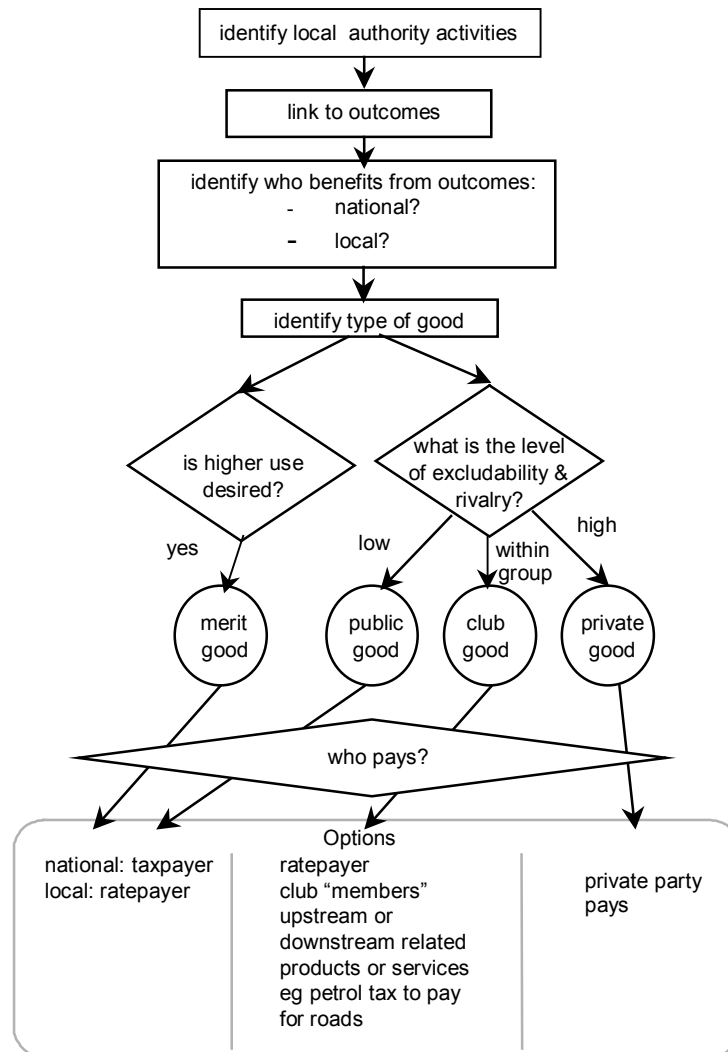 identify local authority activities
link to outcomes
identify who benefits from outcomes:
- national?
- local?
identify type of good
is higher use
desired?
what is the level
of excludability &
rivalry?
yes
low
within
group
high
merit
good
public
good
club
good
private
good
who pays?
Options
national: taxpayer
local: ratepayer
ratepayer
club “members”
upstream or
downstream related
products or services
eg petrol tax to pay
for roads
private party
pays